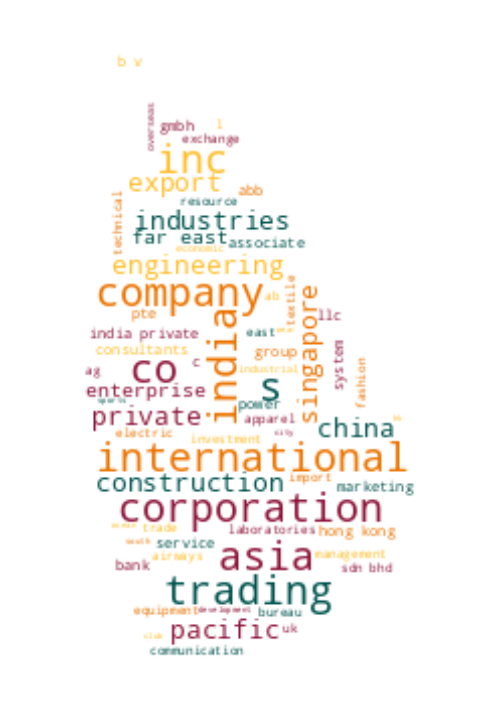 b v
overseas
gmbh
l
exchange
inc
export
abb
resource
technical
industries
far east
associate
economic
engineering
company
ab
textile
pte
india
singapore
llc
india private
east
consultants
group
system
co
c
ag
industrial
fashion
enterprise
s
sports
power
private
apparel
china
electric
city
investment
international
construction
import
marketing
corporation
trade
laboratories
hong kong
south
service
asia
airways
management
bank
sdn bhd
trading
equipment
development
bureau
pacific
uk
club
communication